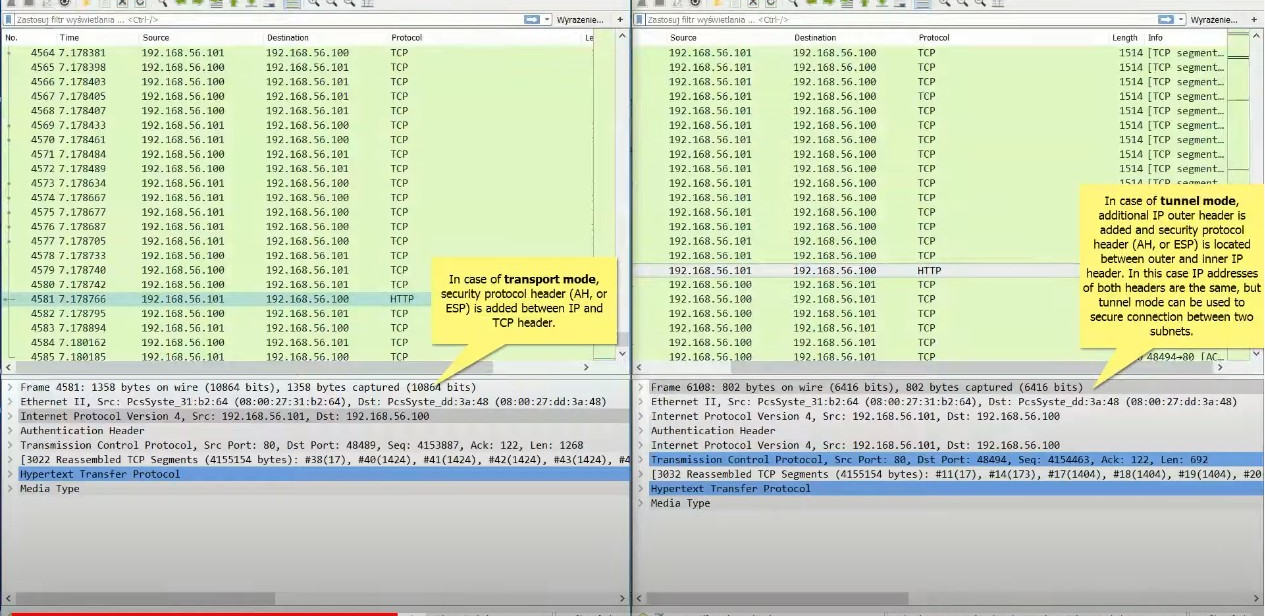 Zastosuj filtr wyświetlania ... <Ctrl-/>
Wyrażenie... +
No. Time Source Destination Protocol Le
4564 7.178381 192.168.56.101 192.168.56.100 TCP
4565 7.178398 192.168.56.100 192.168.56.101 TCP
4566 7.178403 192.168.56.100 192.168.56.101 TCP
4567 7.178405 192.168.56.100 192.168.56.101 TCP
4568 7.178407 192.168.56.100 192.168.56.101 TCP
4569 7.178433 192.168.56.101 192.168.56.100 TCP
4570 7.178461 192.168.56.101 192.168.56.100 TCP
4571 7.178484 192.168.56.100 192.168.56.101 TCP
4572 7.178489 192.168.56.100 192.168.56.101 TCP
4573 7.178634 192.168.56.101 192.168.56.100 TCP
4574 7.178667 192.168.56.101 192.168.56.100 TCP
4575 7.178677 192.168.56.101 192.168.56.100 TCP
4576 7.178687 192.168.56.101 192.168.56.100 TCP
4577 7.178705 192.168.56.101 192.168.56.100 TCP
4578 7.178733 192.168.56.100 192.168.56.101 TCP
4579 7.178740 192.168.56.100 192.168.56.101 TCP
4580 7.178742 192.168.56.100 192.168.56.101 TCP
4581 7.178766 192.168.56.101 192.168.56.100 HTTP
4582 7.178795 192.168.56.100 192.168.56.101 TCP
4583 7.178894 192.168.56.100 192.168.56.101 TCP
4584 7.180162 192.168.56.100 192.168.56.101 TCP
4585 7.180185 192.168.56.101 192.168.56.100 TCP
In case of transport mode,
security protocol header (AH, or
ESP) is added between IP and
TCP header.
Frame 4581: 1358 bytes on wire (10864 bits), 1358 bytes captured (10864 bits)
Ethernet II, Src: PcsSyste_31:b2:64 (08:00:27:31:b2:64), Dst: PcsSyste_dd:3a:48 (08:00:27:dd:3a:48)
Internet Protocol Version 4, Src: 192.168.56.101, Dst: 192.168.56.100
Authentication Header
Transmission Control Protocol, Src Port: 80, Dst Port: 48489, Seq: 4153887, Ack: 122, Len: 1268
[3022 Reassembled TCP Segments (4155154 bytes): #38(17), #40(1424), #41(1424), #42(1424), #43(1424), #4
Hypertext Transfer Protocol
Media Type
Zastosuj filtr wyświetlania ... <Ctrl-/>
Wyrażenie... +
Source Destination Protocol Length Info
192.168.56.101 192.168.56.100 TCP 1514 [TCP segment…
192.168.56.101 192.168.56.100 TCP 1514 [TCP segment…
192.168.56.101 192.168.56.100 TCP 1514 [TCP segment…
192.168.56.101 192.168.56.100 TCP 1514 [TCP segment…
192.168.56.101 192.168.56.100 TCP 1514 [TCP segment…
192.168.56.101 192.168.56.100 TCP 1514 [TCP segment…
192.168.56.101 192.168.56.100 TCP 1514 [TCP segment…
192.168.56.101 192.168.56.100 TCP 1514 [TCP segment…
192.168.56.101 192.168.56.100 TCP 1514 [TCP segment…
192.168.56.101 192.168.56.100 TCP 1514 [TCP segment…
192.168.56.101 192.168.56.100 TCP
192.168.56.101 192.168.56.100 TCP
192.168.56.101 192.168.56.100 TCP
192.168.56.101 192.168.56.100 TCP
192.168.56.101 192.168.56.100 TCP
192.168.56.101 192.168.56.100 HTTP
192.168.56.100 192.168.56.101 TCP
192.168.56.100 192.168.56.101 TCP
192.168.56.100 192.168.56.101 TCP
192.168.56.100 192.168.56.101 TCP
192.168.56.100 192.168.56.101 TCP
192.168.56.100 192.168.56.101 TCP 48494→80 [AC…
In case of tunnel mode,
additional IP outer header is
added and security protocol
header (AH, or ESP) is located
between outer and inner IP
header. In this case IP addresses
of both headers are the same, but
tunnel mode can be used to
secure connection between two
subnets.
Frame 6108: 802 bytes on wire (6416 bits), 802 bytes captured (6416 bits)
Ethernet II, Src: PcsSyste_31:b2:64 (08:00:27:31:b2:64), Dst: PcsSyste_dd:3a:48 (08:00:27:dd:3a:48)
Internet Protocol Version 4, Src: 192.168.56.101, Dst: 192.168.56.100
Authentication Header
Internet Protocol Version 4, Src: 192.168.56.101, Dst: 192.168.56.100
Transmission Control Protocol, Src Port: 80, Dst Port: 48494, Seq: 4154463, Ack: 122, Len: 692
[3032 Reassembled TCP Segments (4155154 bytes): #11(17), #14(173), #17(1404), #18(1404), #19(1404), #20
Hypertext Transfer Protocol
Media Type